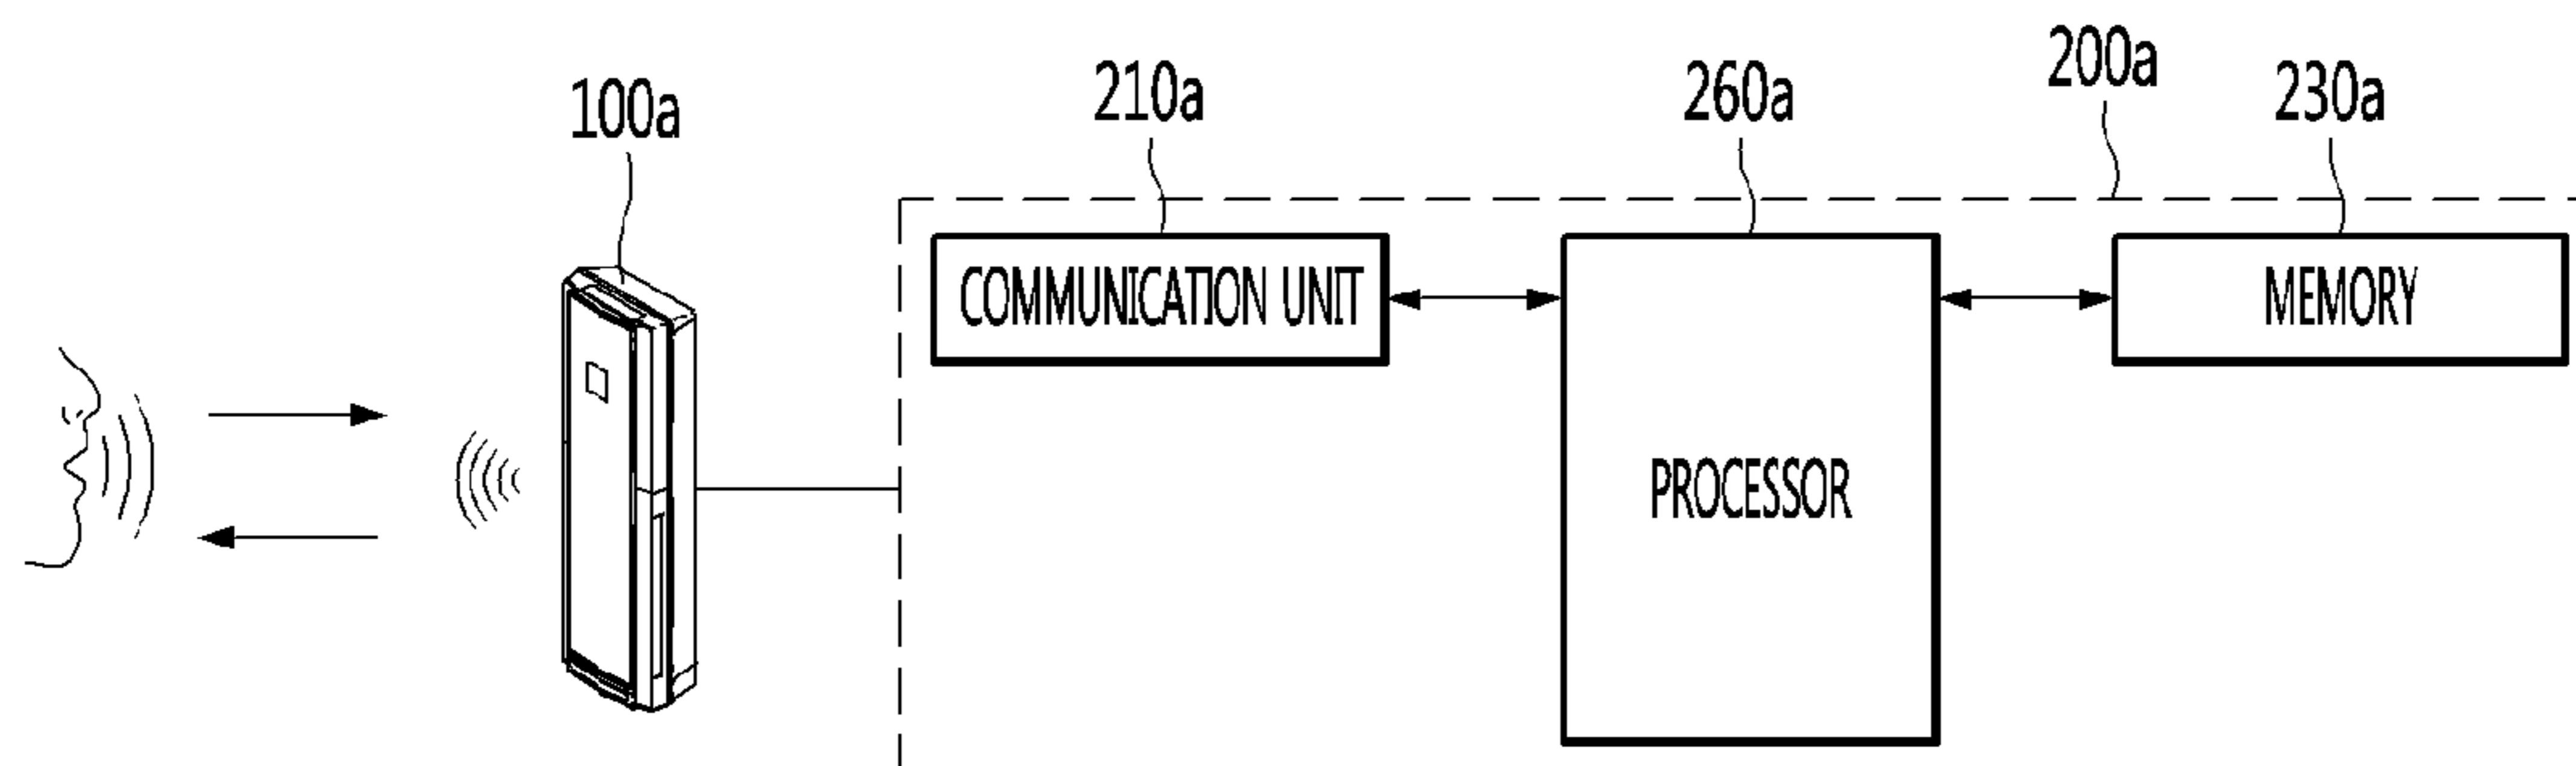 100a
210a
260a
200a
230a
COMMUNICATION UNIT
PROCESSOR
MEMORY